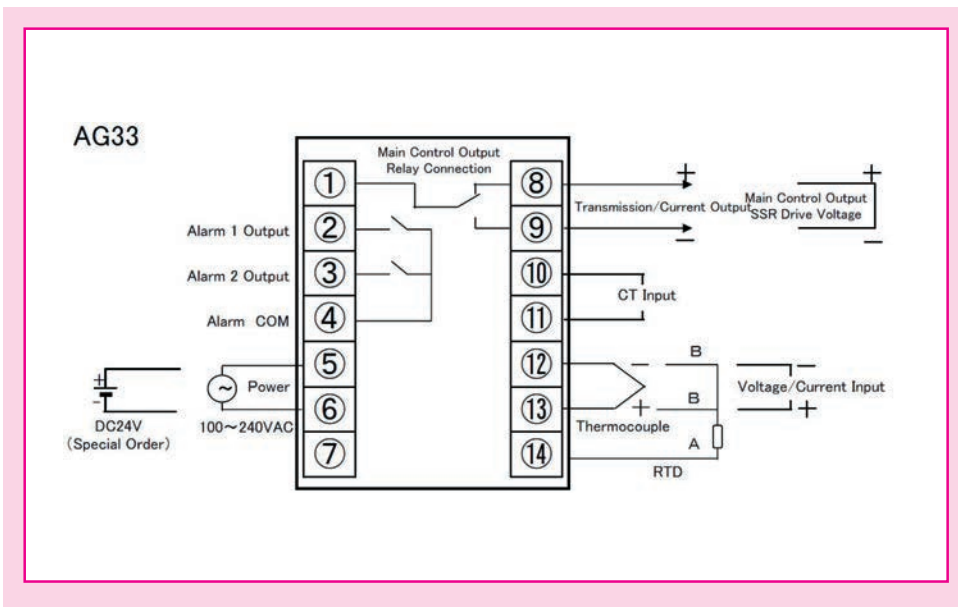 AG33
Main Control Output
Relay Connection
①
②
③
④
⑤
⑥
⑦
⑧
⑨
⑩
⑪
⑫
⑬
⑭
Alarm 1 Output
Alarm 2 Output
Alarm COM
+
-
DC24V
(Special Order)
~
Power
100～240VAC
+
Transmission/Current Output
−
+
Main Control Output
SSR Drive Voltage
−
CT Input
−
+
Thermocouple
B
B
A
RTD
−
Voltage/Current Input
+